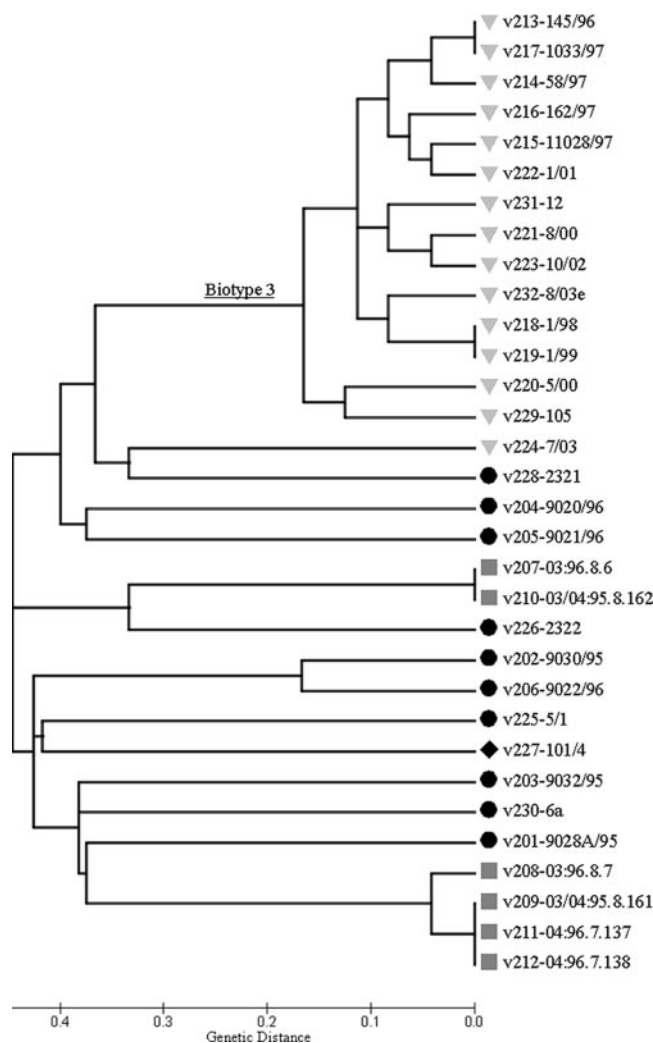 v213-145/96
v217-1033/97
v214-58/97
v216-162/97
v215-11028/97
v222-1/01
v231-12
v221-8/00
v223-10/02
Biotype 3
v232-8/03e
v218-1/98
v219-1/99
v220-5/00
v229-105
v224-7/03
v228-2321
v204-9020/96
v205-9021/96
v207-03:96.8.6
v210-03/04:95.8.162
v226-2322
v202-9030/95
v206-9022/96
v225-5/1
v227-101/4
v203-9032/95
v230-6a
v201-9028A/95
v208-03:96.8.7
v209-03/04:95.8.161
v211-04:96.7.137
v212-04:96.7.138
0.4 0.3 0.2 0.1 0.0
Genetic Distance